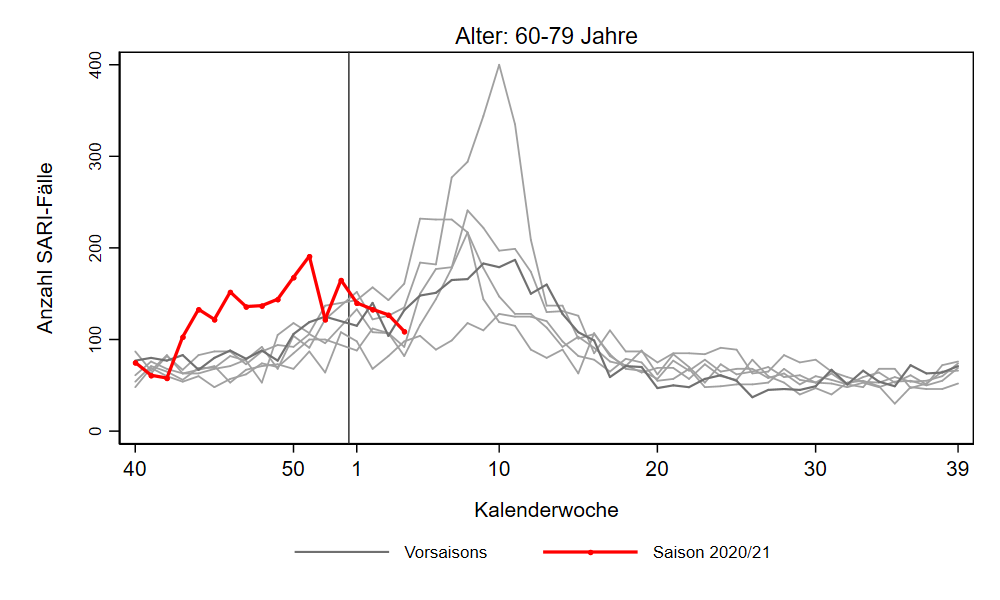 Alter: 60-79 Jahre
Anzahl SARI-Fälle
400
300
200
100
0
40 50 1 10 20 30 39
Kalenderwoche
Vorsaisons Saison 2020/21